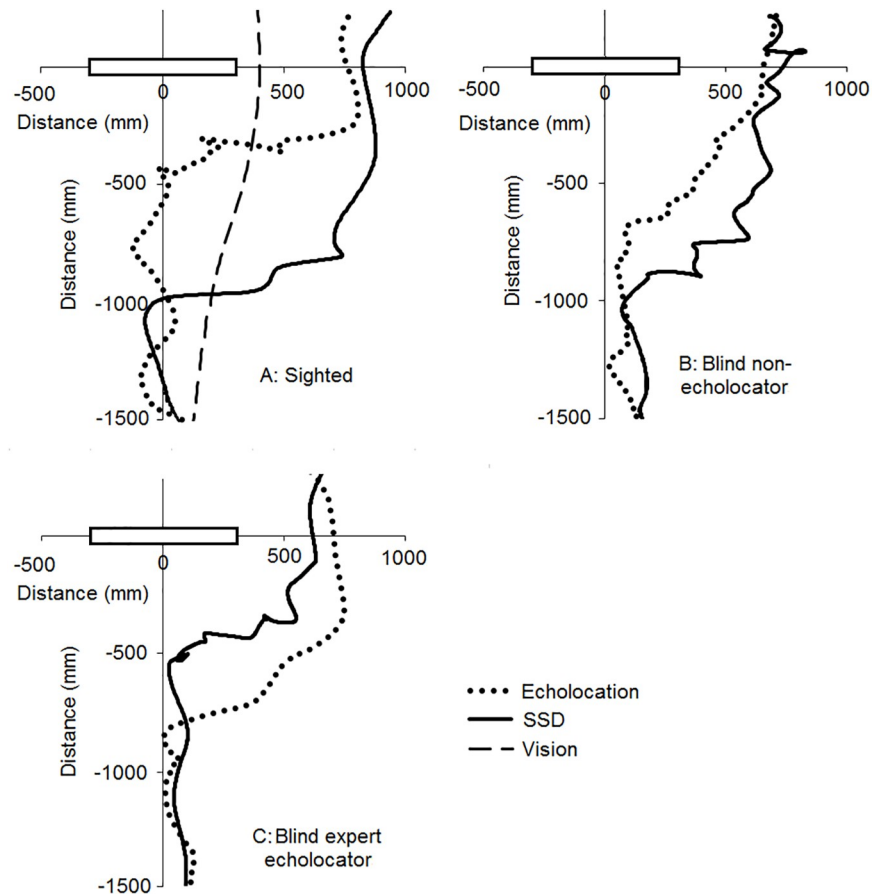 -500
0
500
1000
Distance (mm)
Distance (mm)
-500
-1000
-1500
A: Sighted
-500
0
500
1000
Distance (mm)
Distance (mm)
-500
-1000
-1500
B: Blind non-
echolocator
-500
0
500
1000
Distance (mm)
Distance (mm)
-500
-1000
-1500
C: Blind expert
echolocator
Echolocation
SSD
Vision